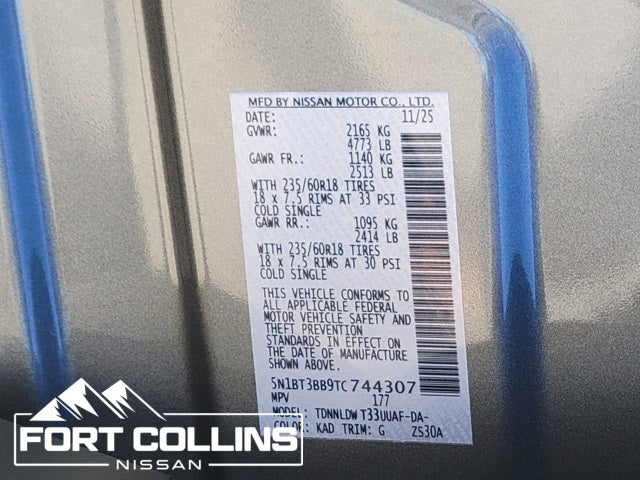 MFD BY NISSAN MOTOR CO., LTD.
DATE: 11/25
GVWR: 2165 KG
4773 LB
GAWR FR.: 1140 KG
2513 LB
WITH 235/60R18 TIRES
18 x 7.5 RIMS AT 33 PSI
COLD SINGLE
GAWR RR.: 1095 KG
2414 LB
WITH 235/60R18 TIRES
18 x 7.5 RIMS AT 30 PSI
COLD SINGLE
THIS VEHICLE CONFORMS TO
ALL APPLICABLE FEDERAL
MOTOR VEHICLE SAFETY AND
THEFT PREVENTION
STANDARDS IN EFFECT ON
THE DATE OF MANUFACTURE
SHOWN ABOVE.
5N1BT3BB9TC744307
MPV 177
MODEL: TDNNLDW T33UUAF-DA-
COLOR: KAD TRIM: G ZS30A
FORT COLLINS
NISSAN